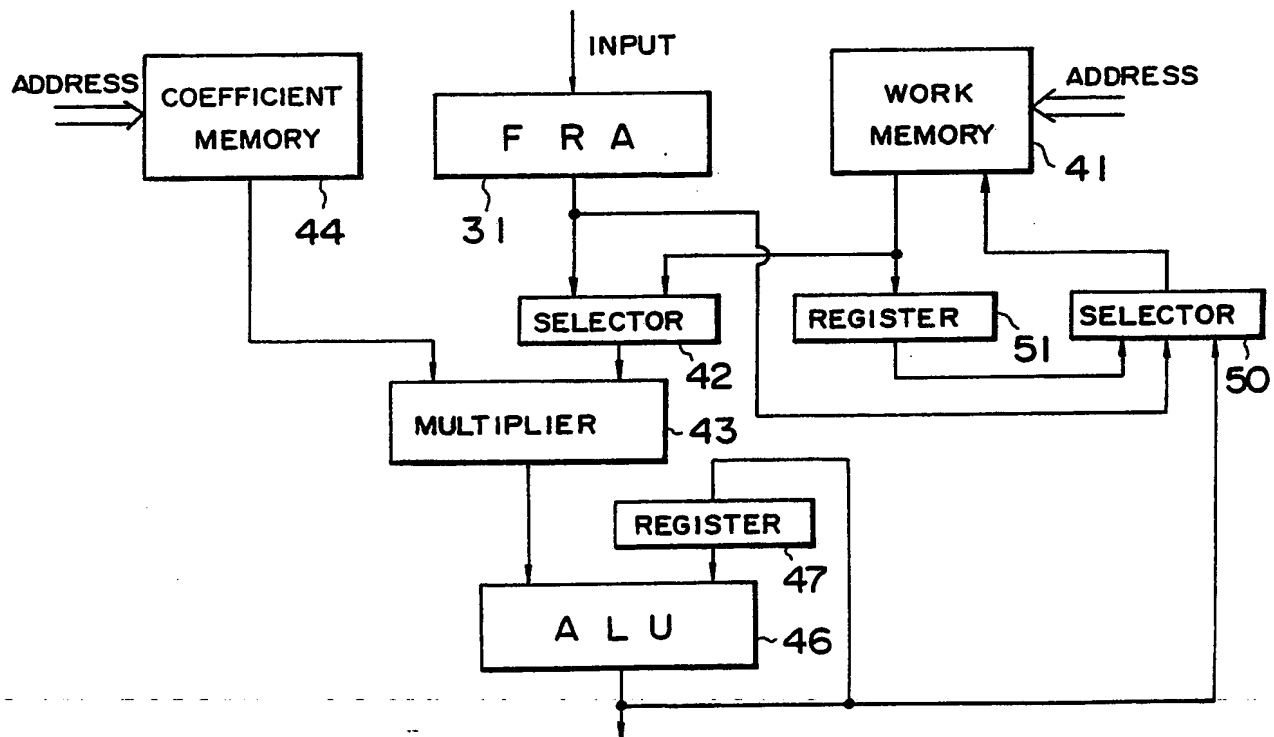 INPUT
ADDRESS
COEFFICIENT
MEMORY
44
F R A
31
WORK
MEMORY
ADDRESS
41
SELECTOR
42
REGISTER
51
SELECTOR
50
MULTIPLIER
43
REGISTER
47
A L U
46